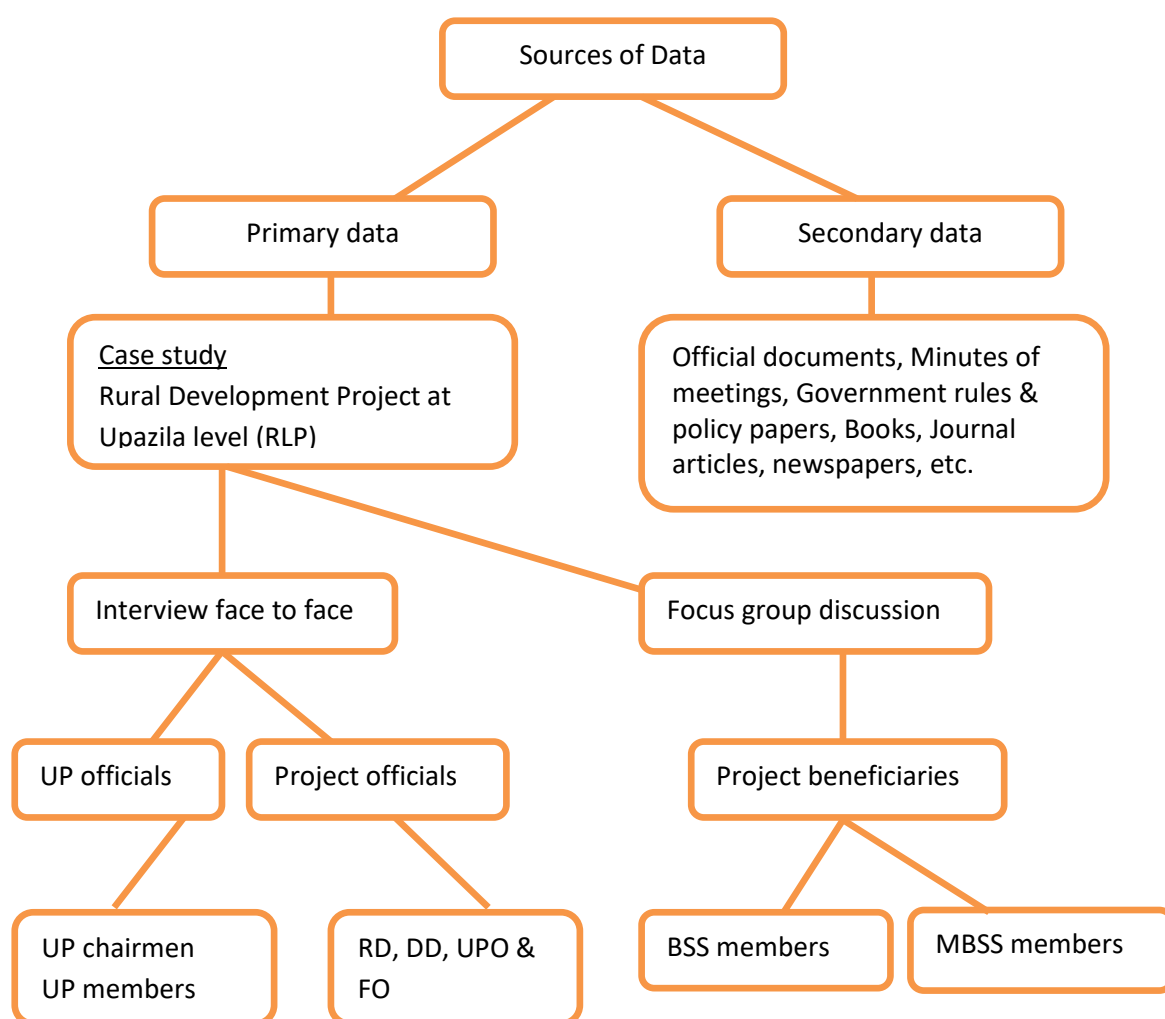 Sources of Data
Primary data
Secondary data
Case study
Rural Development Project at
Upazila level (RLP)
Official documents, Minutes of
meetings, Government rules &
policy papers, Books, Journal
articles, newspapers, etc.
Interview face to face
Focus group discussion
UP officials
Project officials
Project beneficiaries
UP chairmen
UP members
RD, DD, UPO &
FO
BSS members
MBSS members